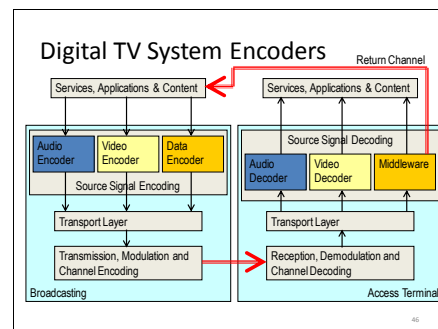 Digital TV System Encoders
Return Channel
Services, Applications & Content
Audio
Encoder
Video
Encoder
Data
Encoder
Source Signal Encoding
Transport Layer
Transmission, Modulation and
Channel Encoding
Broadcasting
Services, Applications & Content
Source Signal Decoding
Audio
Decoder
Video
Decoder
Middleware
Transport Layer
Reception, Demodulation and
Channel Decoding
Access Terminal
46